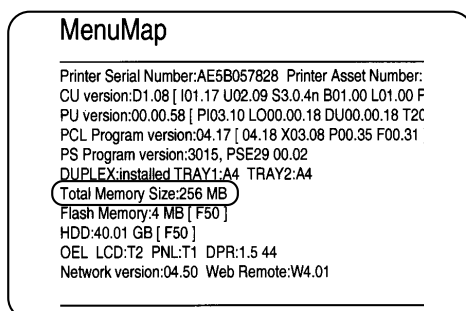 MenuMap
Printer Serial Number:AE5B057828 Printer Asset Number:
CU version:D1.08 [ I01.17 U02.09 S3.0.4n B01.00 L01.00 F
PU version:00.00.58 [ PI03.10 LO00.00.18 DU00.00.18 T20
PCL Program version:04.17 [ 04.18 X03.08 P00.35 F00.31
PS Program version:3015, PSE29 00.02
DUPLEX:installed TRAY1:A4 TRAY2:A4
Total Memory Size:256 MB
Flash Memory:4 MB [ F50 ]
HDD:40.01 GB [ F50 ]
OEL LCD:T2 PNL:T1 DPR:1.5 44
Network version:04.50 Web Remote:W4.01